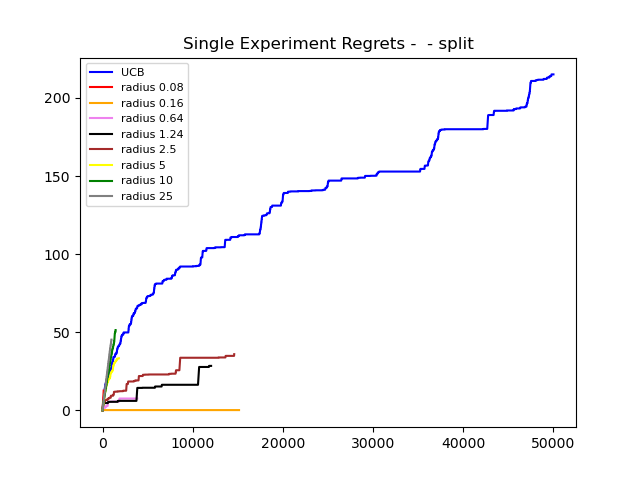 Single Experiment Regrets -  - split
UCB
radius 0.08
radius 0.16
radius 0.64
radius 1.24
radius 2.5
radius 5
radius 10
radius 25
200
150
100
50
0
0 10000 20000 30000 40000 50000